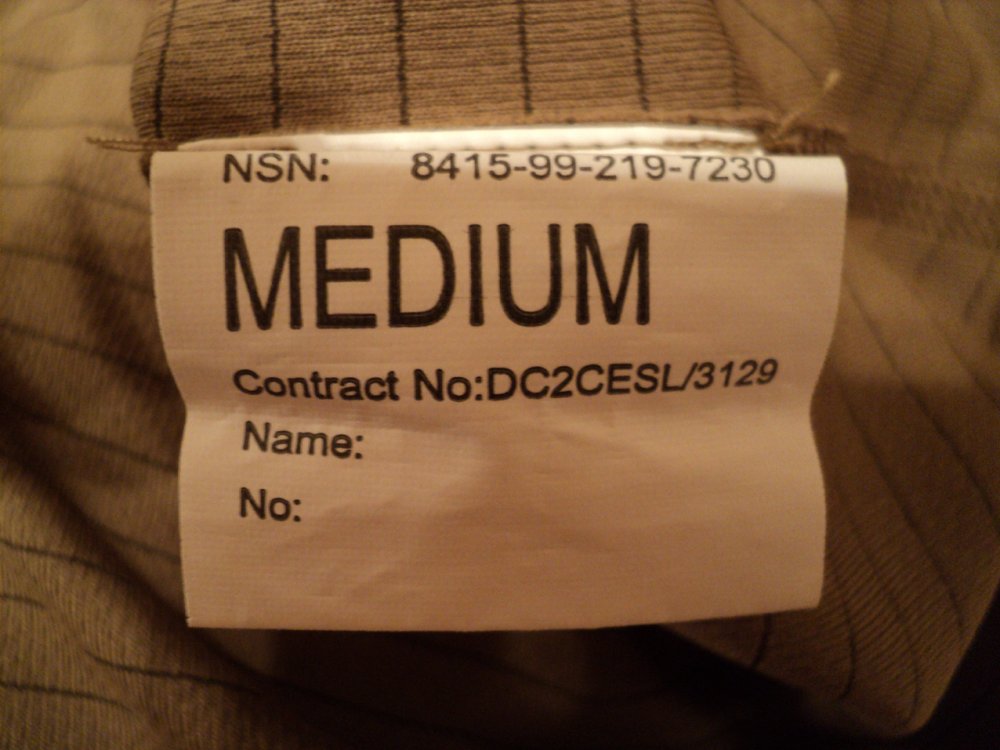 NSN: 8415-99-219-7230
MEDIUM
Contract No:DC2CESL/3129
Name:
No: